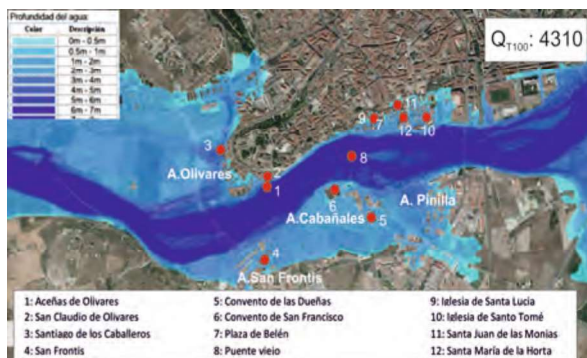 Profundidad del agua:
Color Descripción
0m - 0.5m
0.5m - 1m
1m - 2m
2m - 3m
3m - 4m
4m - 5m
5m - 6m
6m - 7m
QT100: 4310
11
9
7
12 10
3
8
2
A.Olivares
1
6
A. Pinilla
A.Cabañales
5
4
A.San Frontis
1: Aceñas de Olivares
2: San Claudio de Olivares
3: Santiago de los Caballeros
4: San Frontis
5: Convento de las Dueñas
6: Convento de San Francisco
7: Plaza de Belén
8: Puente viejo
9: Iglesia de Santa Lucia
10: Iglesia de Santo Tomé
11: Santa Juan de las Monias
12: Santa María de la Horta